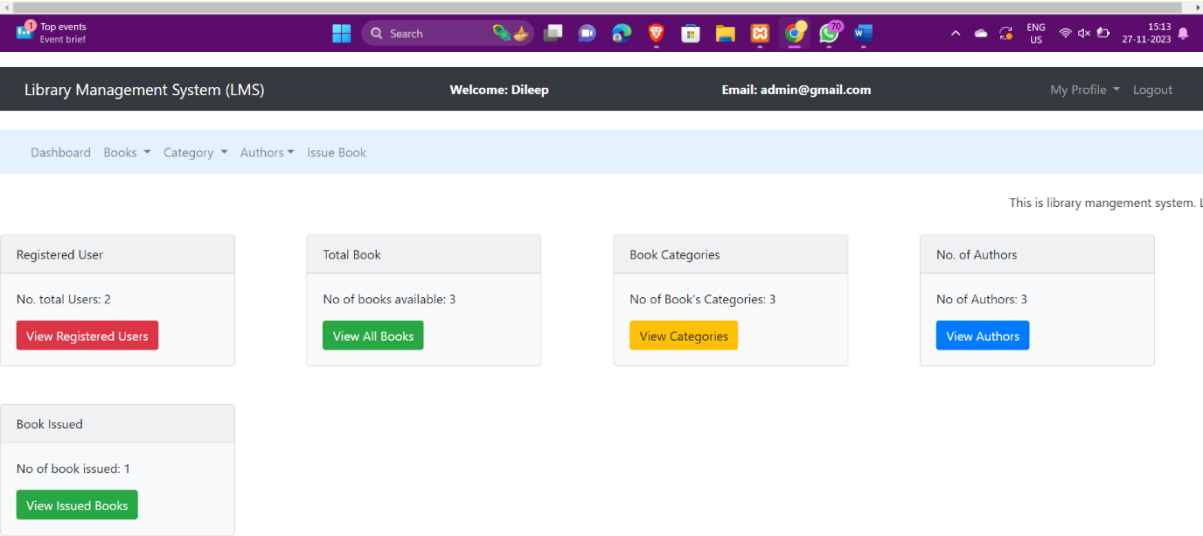 1
Top events
Event brief
Search
70
ENG
US
15:13
27-11-2023
Library Management System (LMS) Welcome: Dileep Email: admin@gmail.com My Profile Logout
Dashboard Books Category Authors Issue Book
This is library mangement system. L
Registered User
No. total Users: 2
View Registered Users
Total Book
No of books available: 3
View All Books
Book Categories
No of Book's Categories: 3
View Categories
No. of Authors
No of Authors: 3
View Authors
Book Issued
No of book issued: 1
View Issued Books